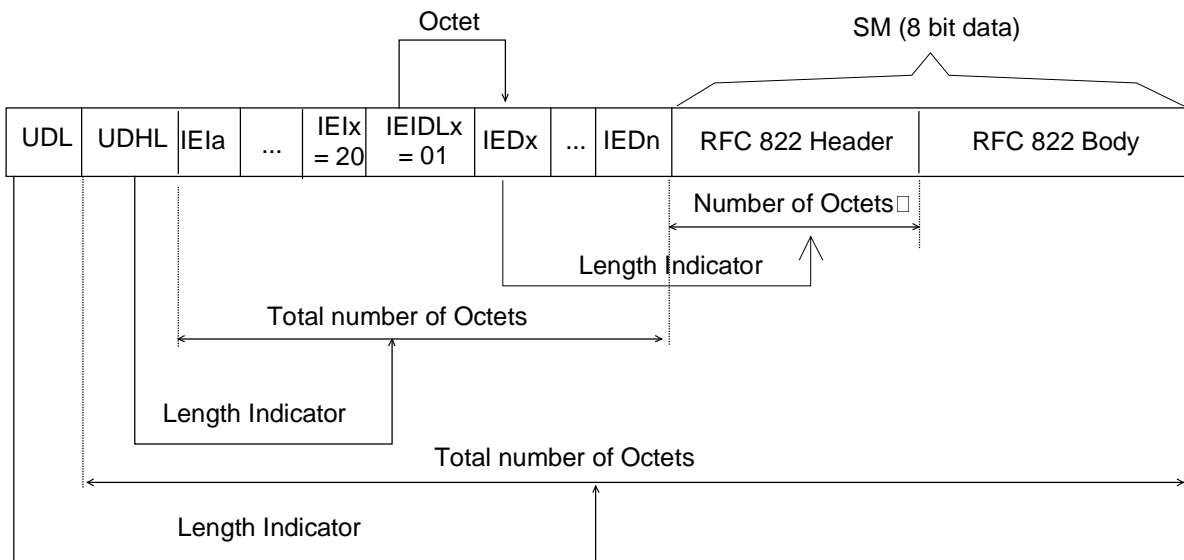 Octet
SM (8 bit data)
UDL UDHL IEIa ... IEIx = 20 IEIDLx = 01 IEDx ... IEDn RFC 822 Header RFC 822 Body
Number of Octets□
Length Indicator
Total number of Octets
Length Indicator
Total number of Octets
Length Indicator